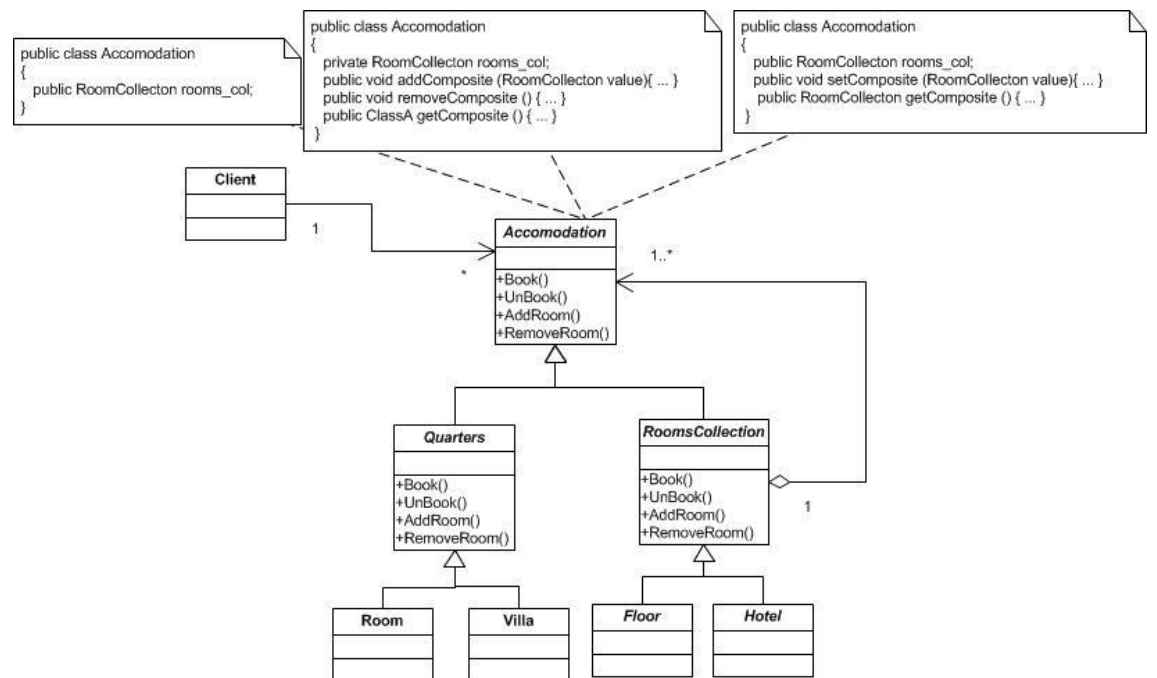 public class Accomodation
{
public RoomCollecton rooms_col;
}
public class Accomodation
{
private RoomCollecton rooms_col;
public void addComposite (RoomCollecton value){ ... }
public void removeComposite () { ... }
public ClassA getComposite () { ... }
}
public class Accomodation
{
public RoomCollecton rooms_col;
public void setComposite (RoomCollecton value){ ... }
public RoomCollecton getComposite () { ... }
}
Client
1
*
Accomodation
1..*
+Book()
+UnBook()
+AddRoom()
+RemoveRoom()
Quarters
+Book()
+UnBook()
+AddRoom()
+RemoveRoom()
RoomsCollection
+Book()
+UnBook()
+AddRoom()
+RemoveRoom()
1
Room
Villa
Floor
Hotel